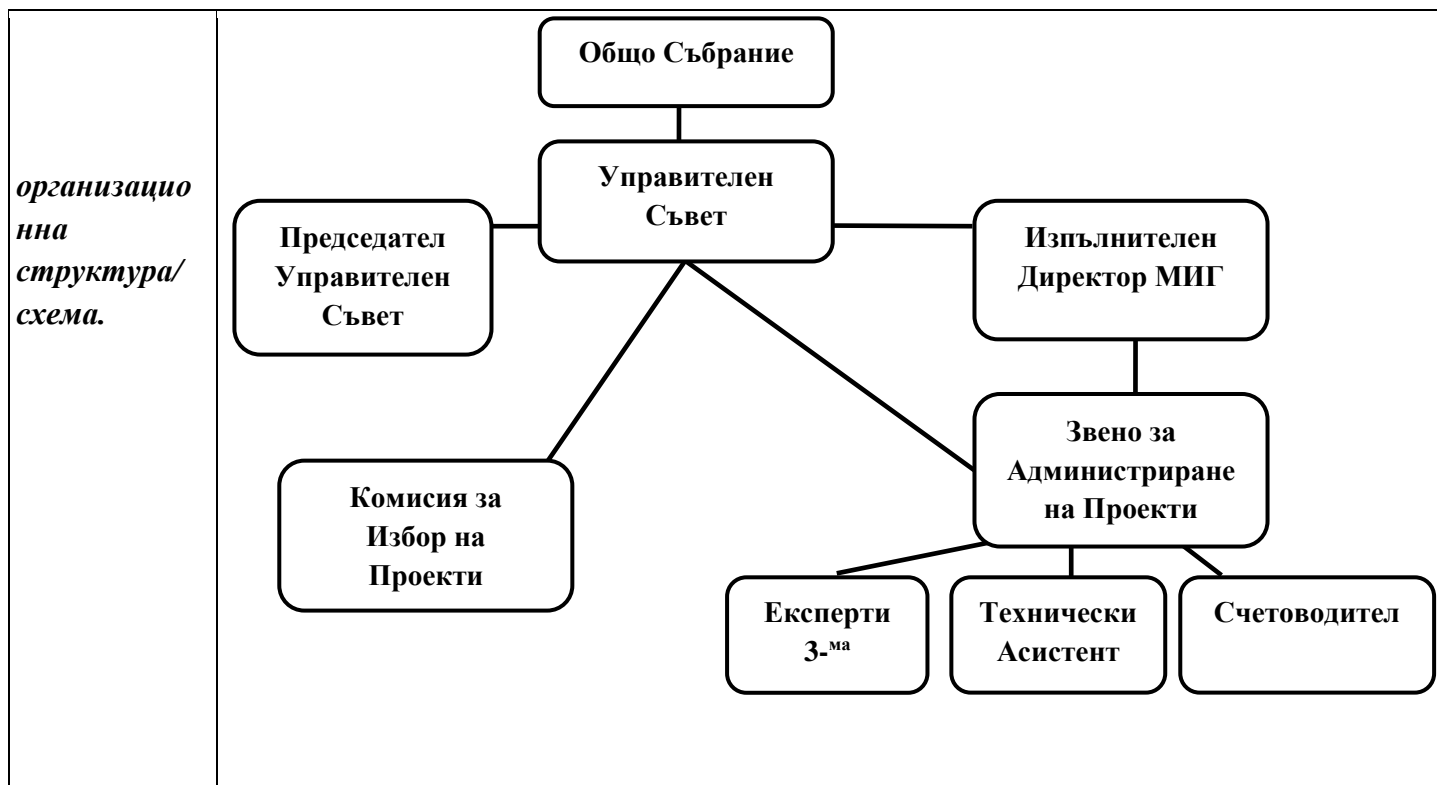 организацио
нна
структура/
схема.
Общо Събрание
Управителен
Съвет
Председател
Управителен
Съвет
Изпълнителен
Директор МИГ
Звено за
Администриране
на Проекти
Комисия за
Избор на
Проекти
Експерти
3-ма
Технически
Асистент
Счетоводител